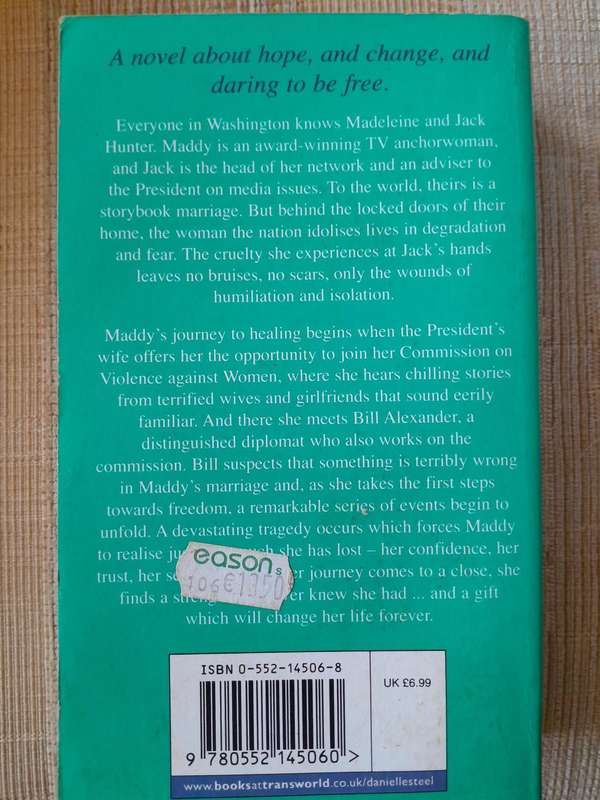 A novel about hope, and change, and
daring to be free.
Everyone in Washington knows Madeleine and Jack
Hunter. Maddy is an award-winning TV anchorwoman,
and Jack is the head of her network and an adviser to
the President on media issues. To the world, theirs is a
storybook marriage. But behind the locked doors of their
home, the woman the nation idolises lives in degradation
and fear. The cruelty she experiences at Jack's hands
leaves no bruises, no scars, only the wounds of
humiliation and isolation.
Maddy's journey to healing begins when the President's
wife offers her the opportunity to join her Commission on
Violence against Women, where she hears chilling stories
from terrified wives and girlfriends that sound eerily
familiar. And there she meets Bill Alexander, a
distinguished diplomat who also works on the
commission. Bill suspects that something is terribly wrong
in Maddy's marriage and, as she takes the first steps
towards freedom, a remarkable series of events begin to
unfold. A devastating tragedy occurs which forces Maddy
to realise she has lost – her confidence, her
trust, her journey comes to a close, she
finds a knew she had ... and a gift
which will change her life forever.
easons
ISBN 0-552-14506-8
UK £6.99
9 780552 145060 >
www.booksattransworld.co.uk/daniellesteel